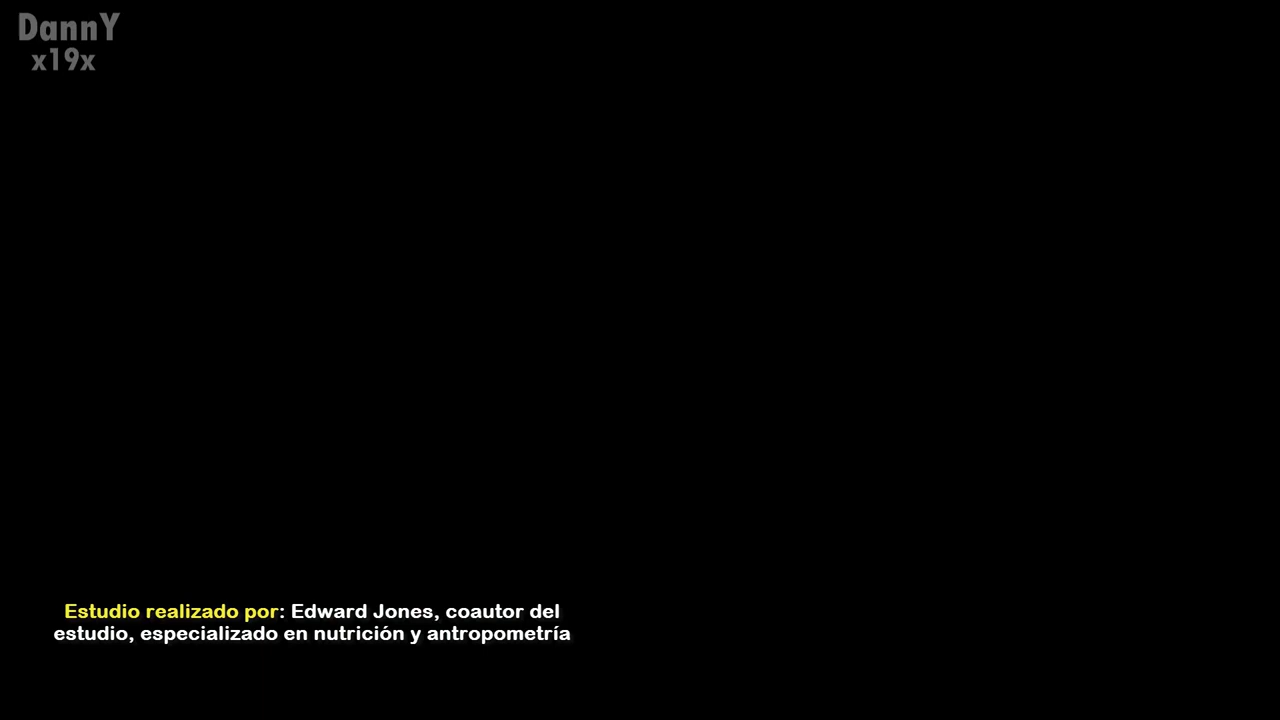 DannY
x19x
Estudio realizado por: Edward Jones, coautor del
estudio, especializado en nutrición y antropometría